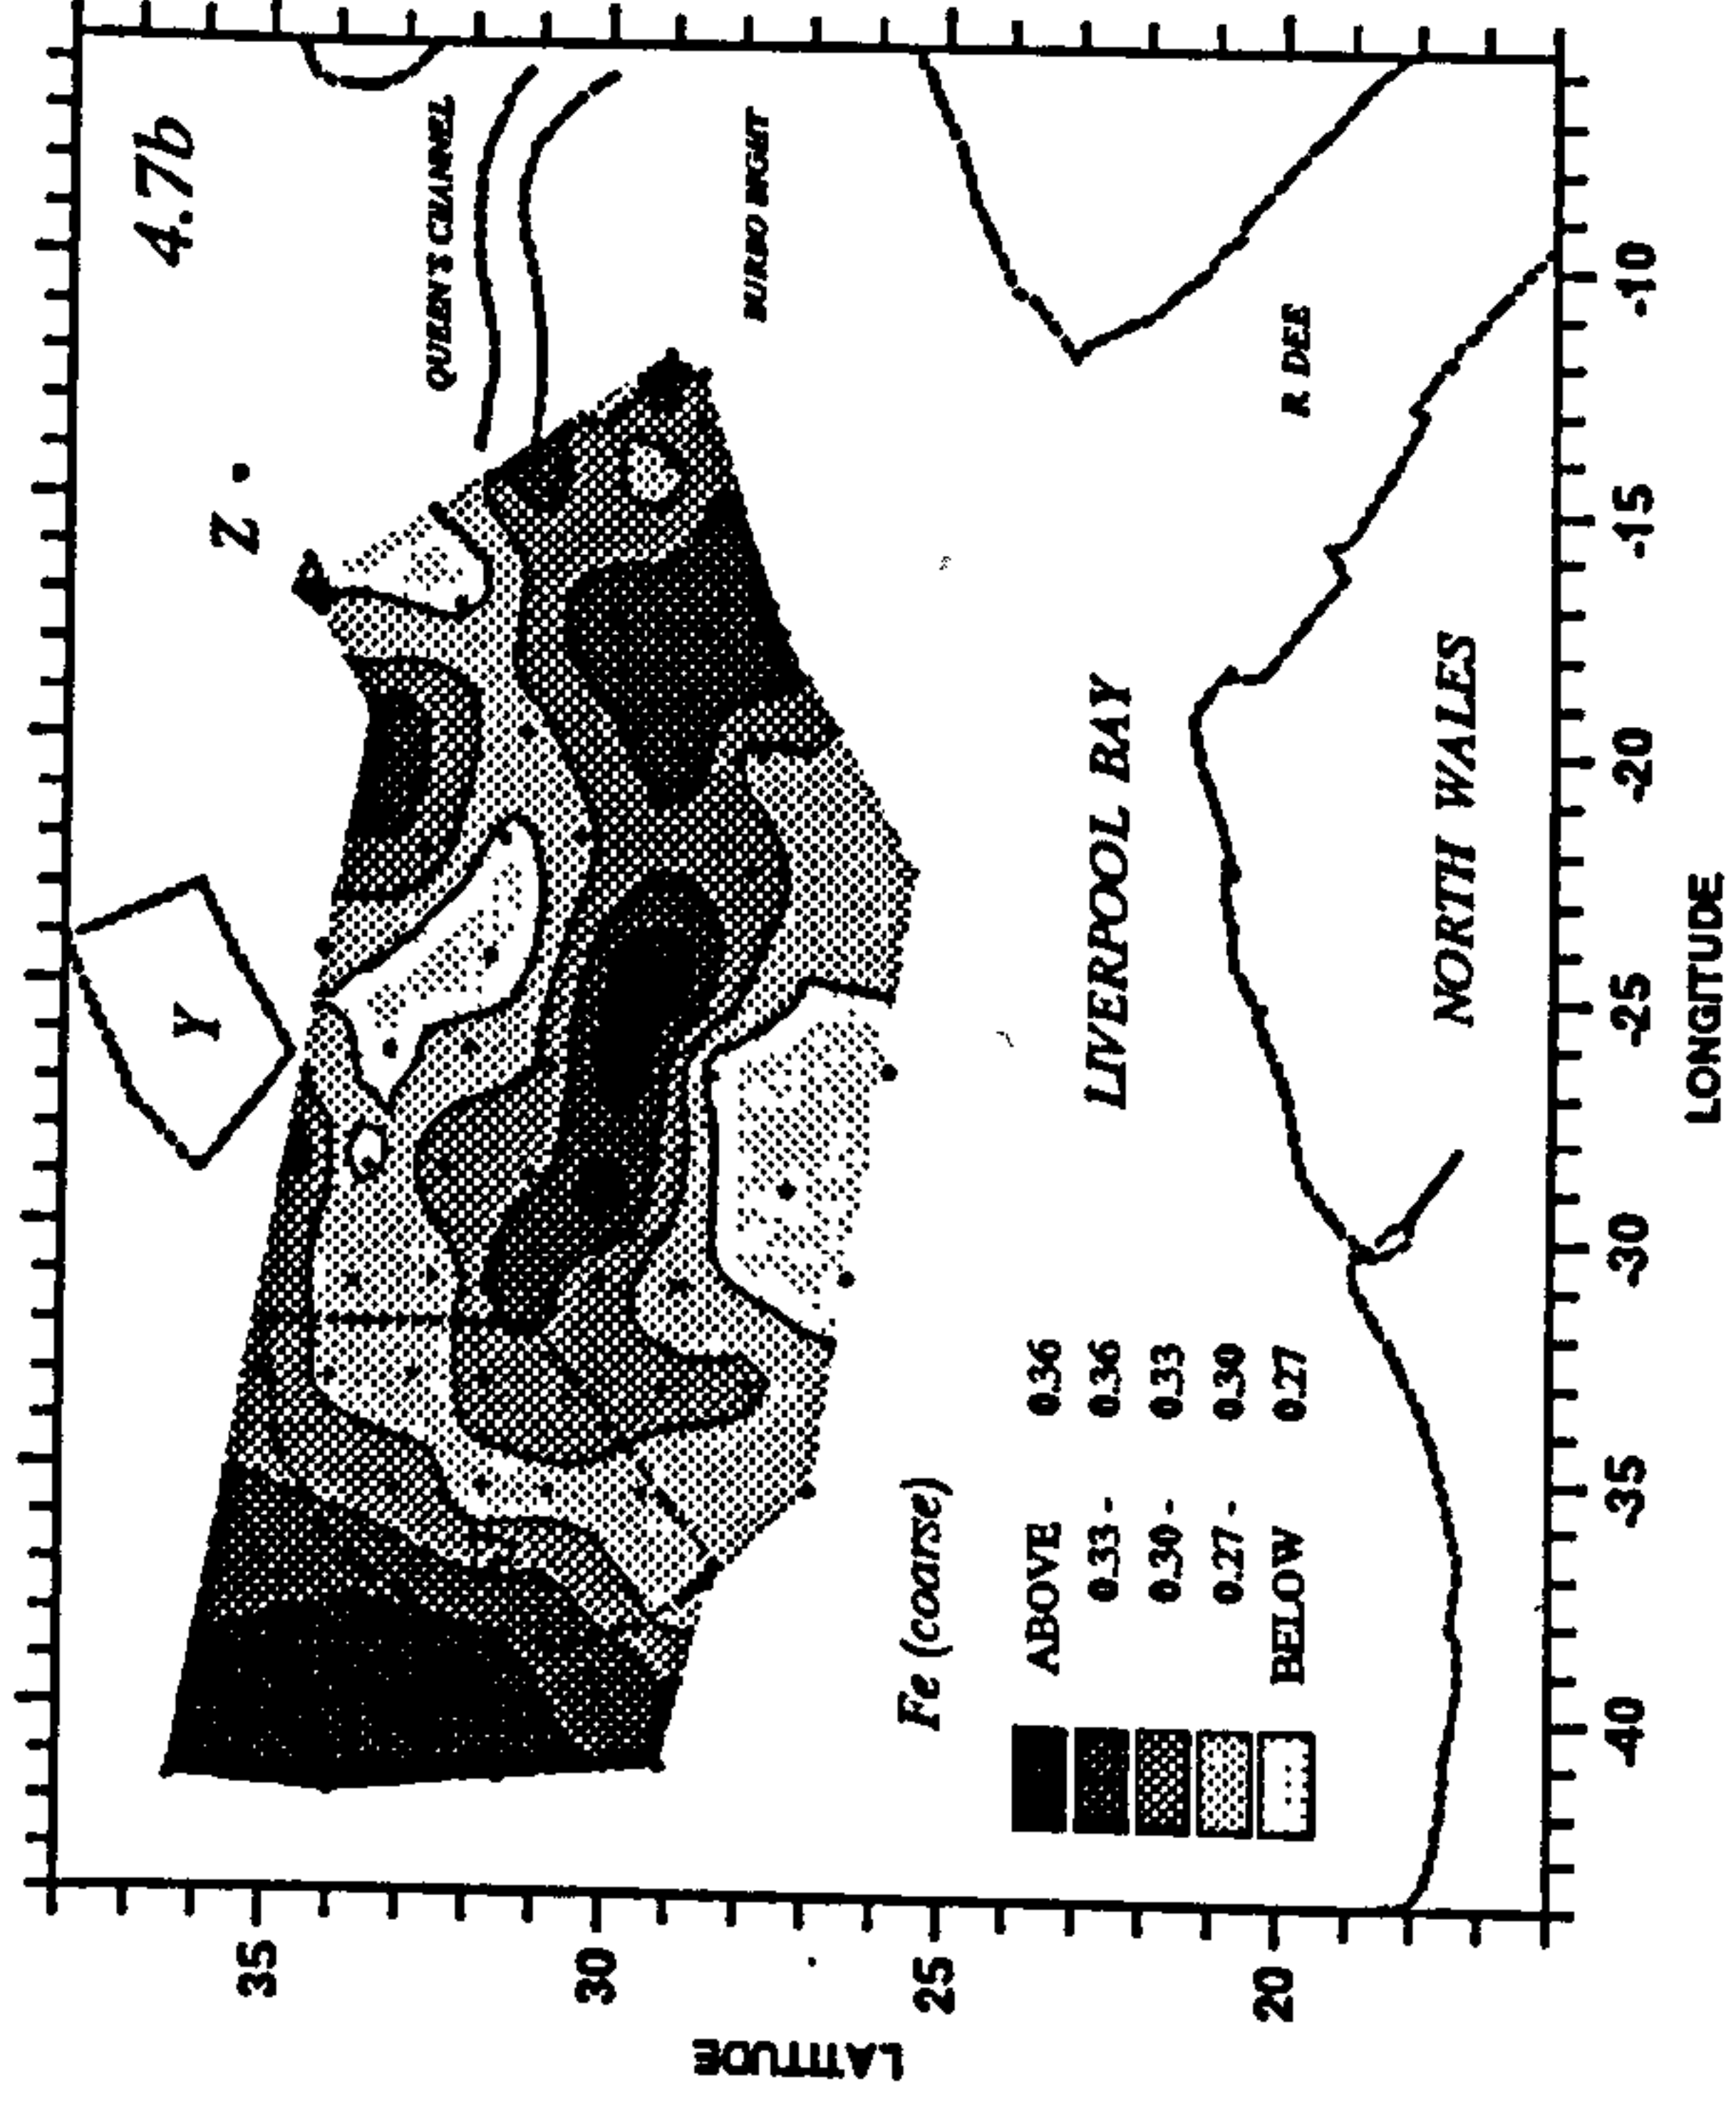 4.7b
Z
QUEEN'S CHANNEL
Y
BURBO BIGHT
LIVERPOOL BAY
R. DEE
NORTH WALES
Fe (coarse)
ABOVE 0.36
0.33 - 0.36
0.30 - 0.33
0.27 - 0.30
BELOW 0.27
LATITUDE
35
30
25
20
-40
-35
-30
-25
-20
-15
-10
LONGITUDE